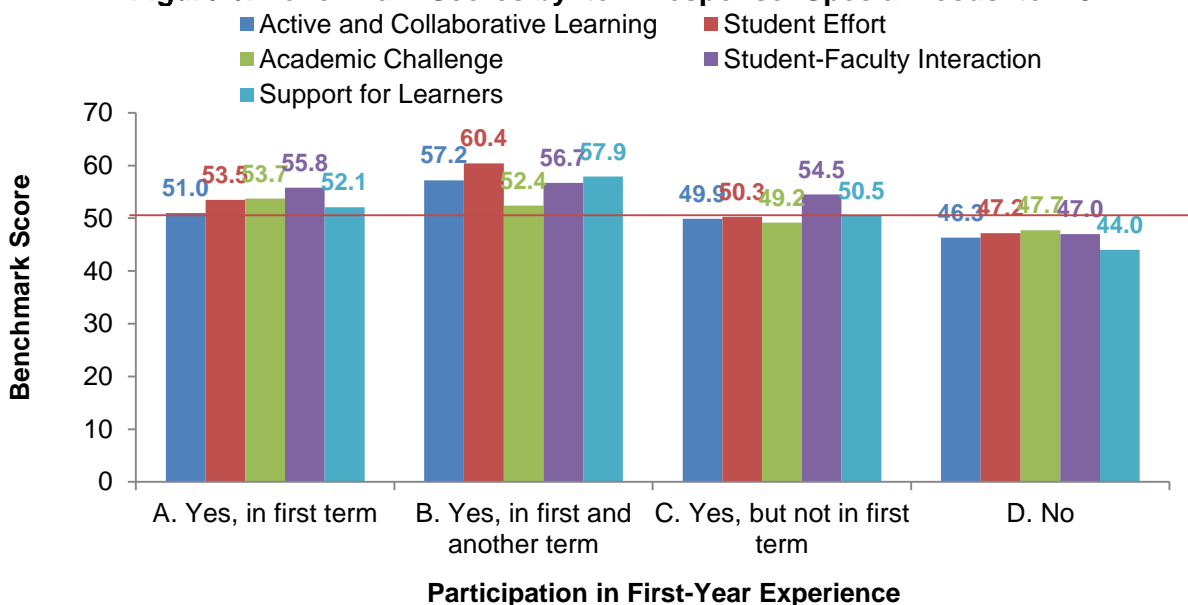 Active and Collaborative Learning
Student Effort
Academic Challenge
Student-Faculty Interaction
Support for Learners
70
60
50
40
30
20
10
0
Benchmark Score
51.0
53.5
53.7
55.8
52.1
57.2
60.4
52.4
56.7
57.9
49.9
50.3
49.2
54.5
50.5
46.3
47.2
47.7
47.0
44.0
A. Yes, in first term
B. Yes, in first and
another term
C. Yes, but not in first
term
D. No
Participation in First-Year Experience